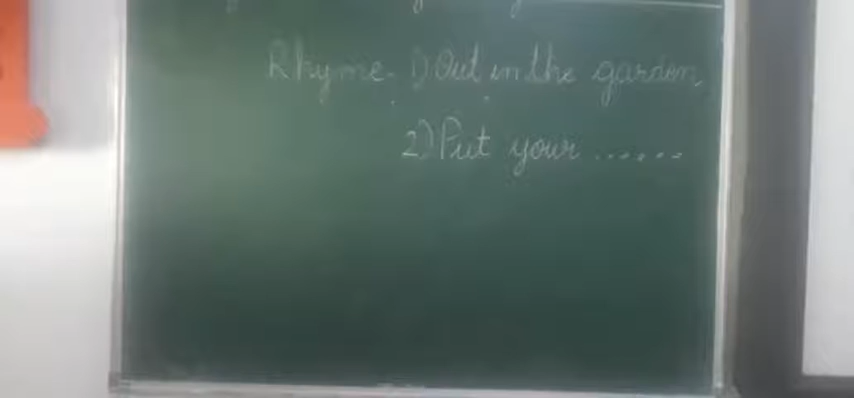 Rhyme - 1) Out in the garden,
2) Put your ......